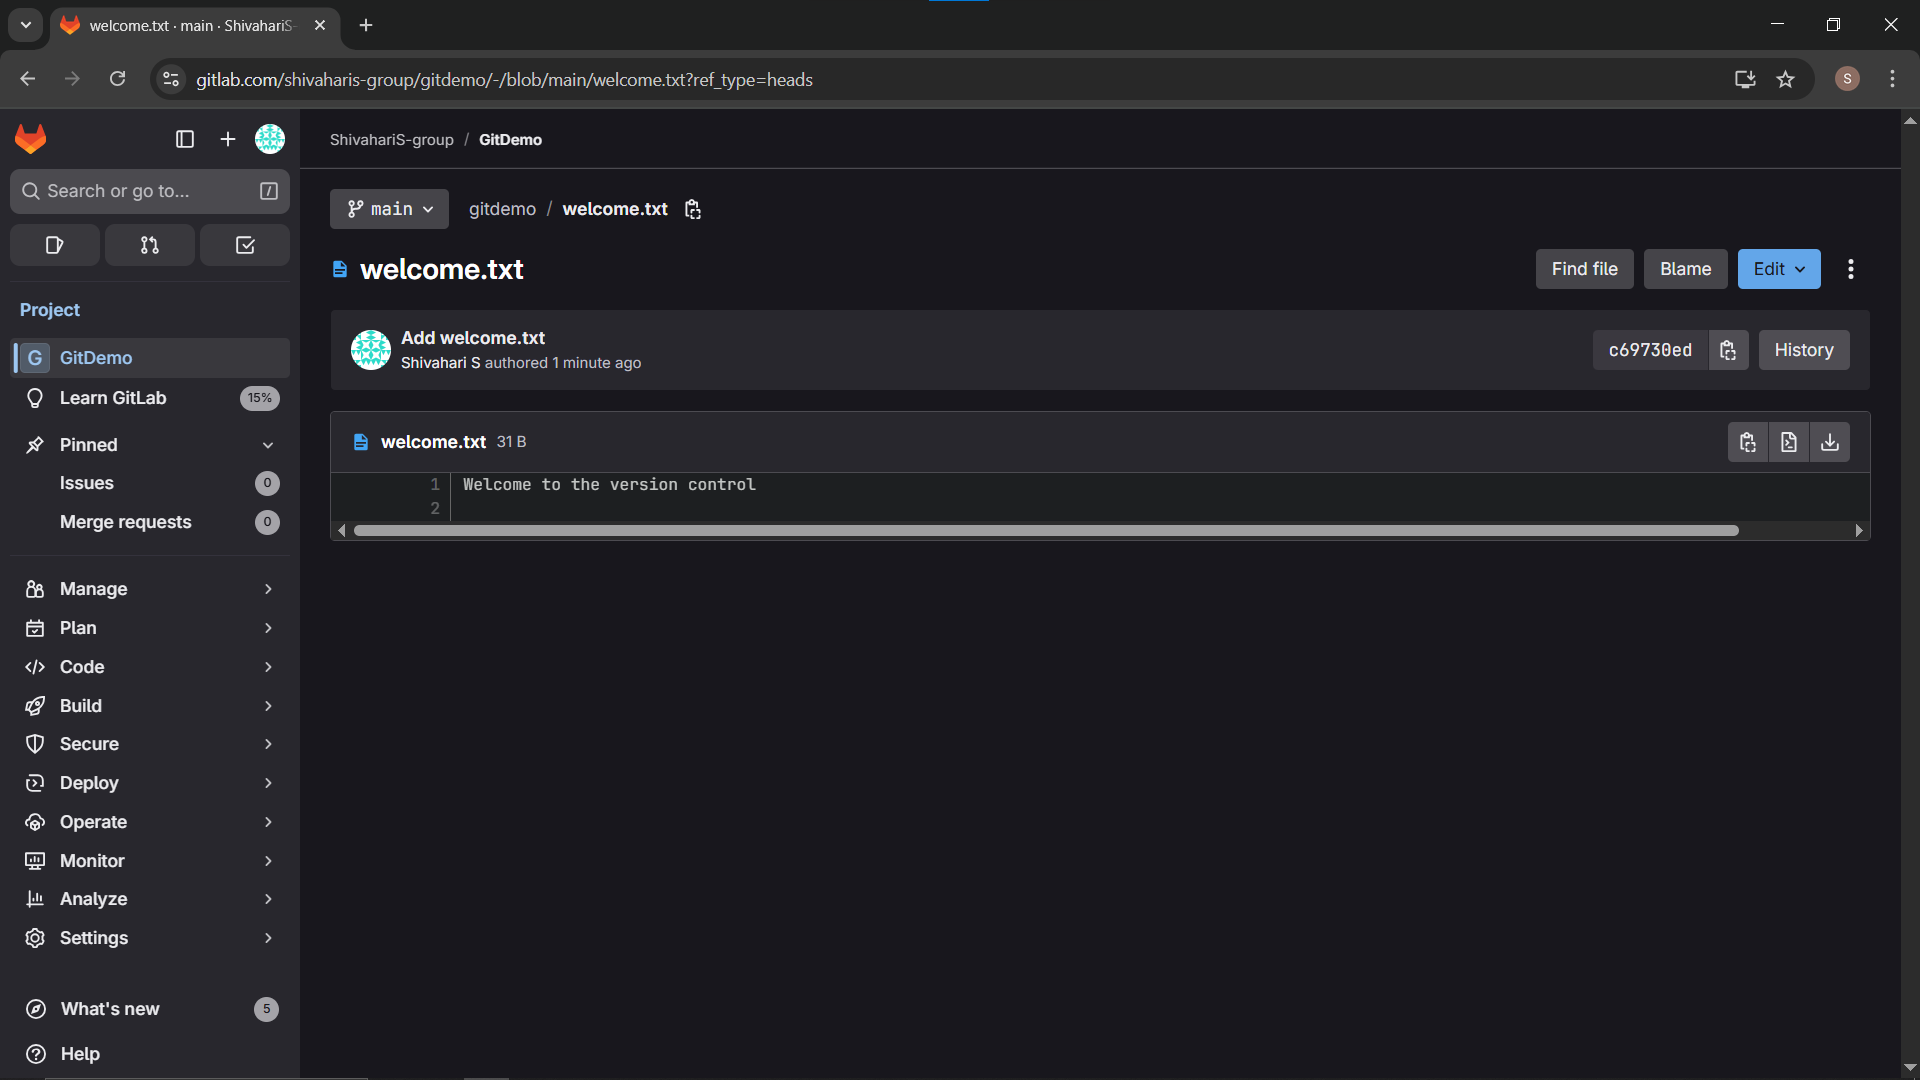 welcome.txt · main · ShivahariS-
gitlab.com/shivaharis-group/gitdemo/-/blob/main/welcome.txt?ref_type=heads
S
ShivahariS-group / GitDemo
Search or go to... /
main
gitdemo / welcome.txt
welcome.txt
Find file
Blame
Edit
Project
Add welcome.txt
Shivahari S authored 1 minute ago
c69730ed
History
G GitDemo
Learn GitLab 15%
Pinned
Issues 0
Merge requests 0
welcome.txt 31 B
1 Welcome to the version control
2
Manage
Plan
Code
Build
Secure
Deploy
Operate
Monitor
Analyze
Settings
What's new 5
Help